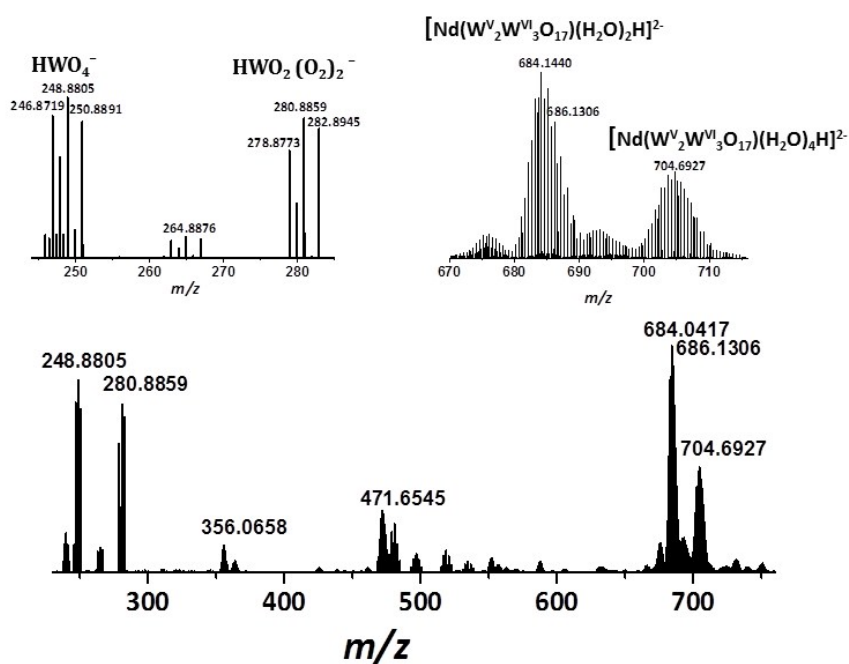 HWO₄⁻
248.8805
246.8719
250.8891
HWO₂ (O₂)₂ ⁻
280.8859
282.8945
278.8773
264.8876
250 260 270 280
m/z
[Nd(Wⱽ₂Wⱽᴵ₃O₁₇)(H₂O)₂H]²⁻
684.1440
686.1306
[Nd(Wⱽ₂Wⱽᴵ₃O₁₇)(H₂O)₄H]²⁻
704.6927
670 680 690 700 710
m/z
248.8805
280.8859
356.0658
471.6545
684.0417
686.1306
704.6927
300 400 500 600 700
m/z